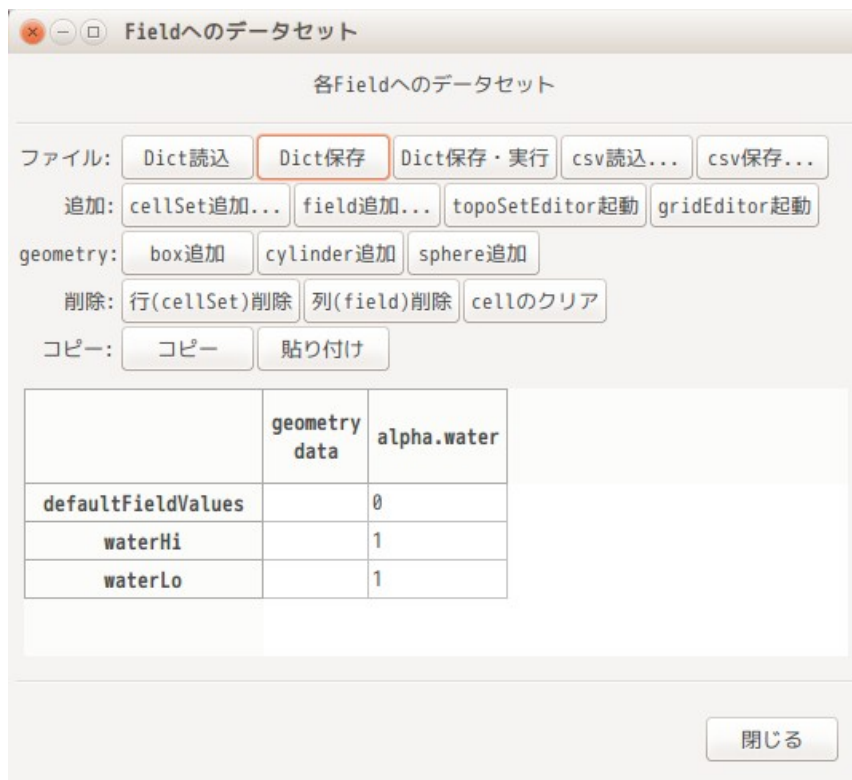 Fieldへのデータセット
各Fieldへのデータセット
ファイル: Dict読込 Dict保存 Dict保存・実行 csv読込... csv保存...
追加: cellSet追加... field追加... topoSetEditor起動 gridEditor起動
geometry: box追加 cylinder追加 sphere追加
削除: 行(cellSet)削除 列(field)削除 cellのクリア
コピー: コピー 貼り付け
geometry
data alpha.water
defaultFieldValues 0
waterHi 1
waterLo 1
閉じる